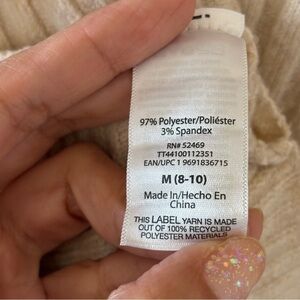 97% Polyester/Poliéster
3% Spandex
RN# 52469
TT44100112351
EAN/UPC 1 9691836715
M (8-10)
Made In/Hecho En
China
THIS LABEL YARN IS MADE
OUT OF 100% RECYCLED
POLYESTER MATERIALS